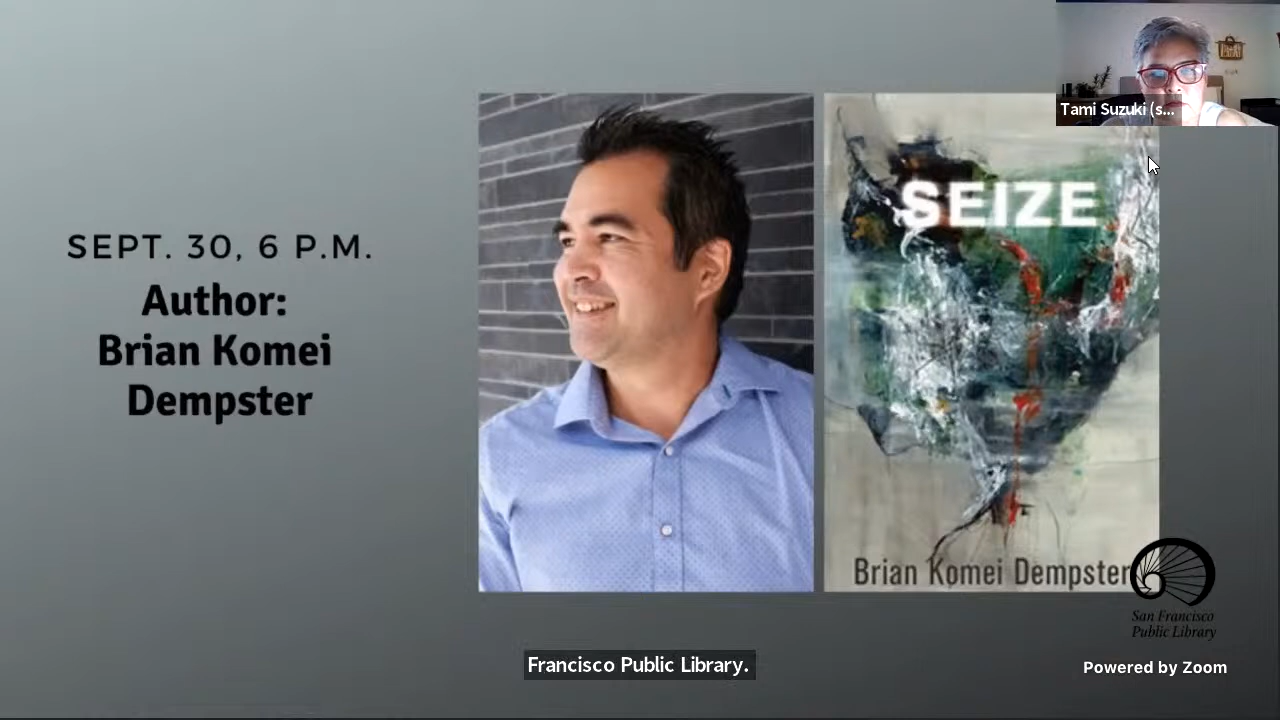 Tami Suzuki (s...
SEIZE
SEPT. 30, 6 P.M.
Author:
Brian Komei
Dempster
Brian Komei Dempster
San Francisco
Public Library
Francisco Public Library.
Powered by Zoom